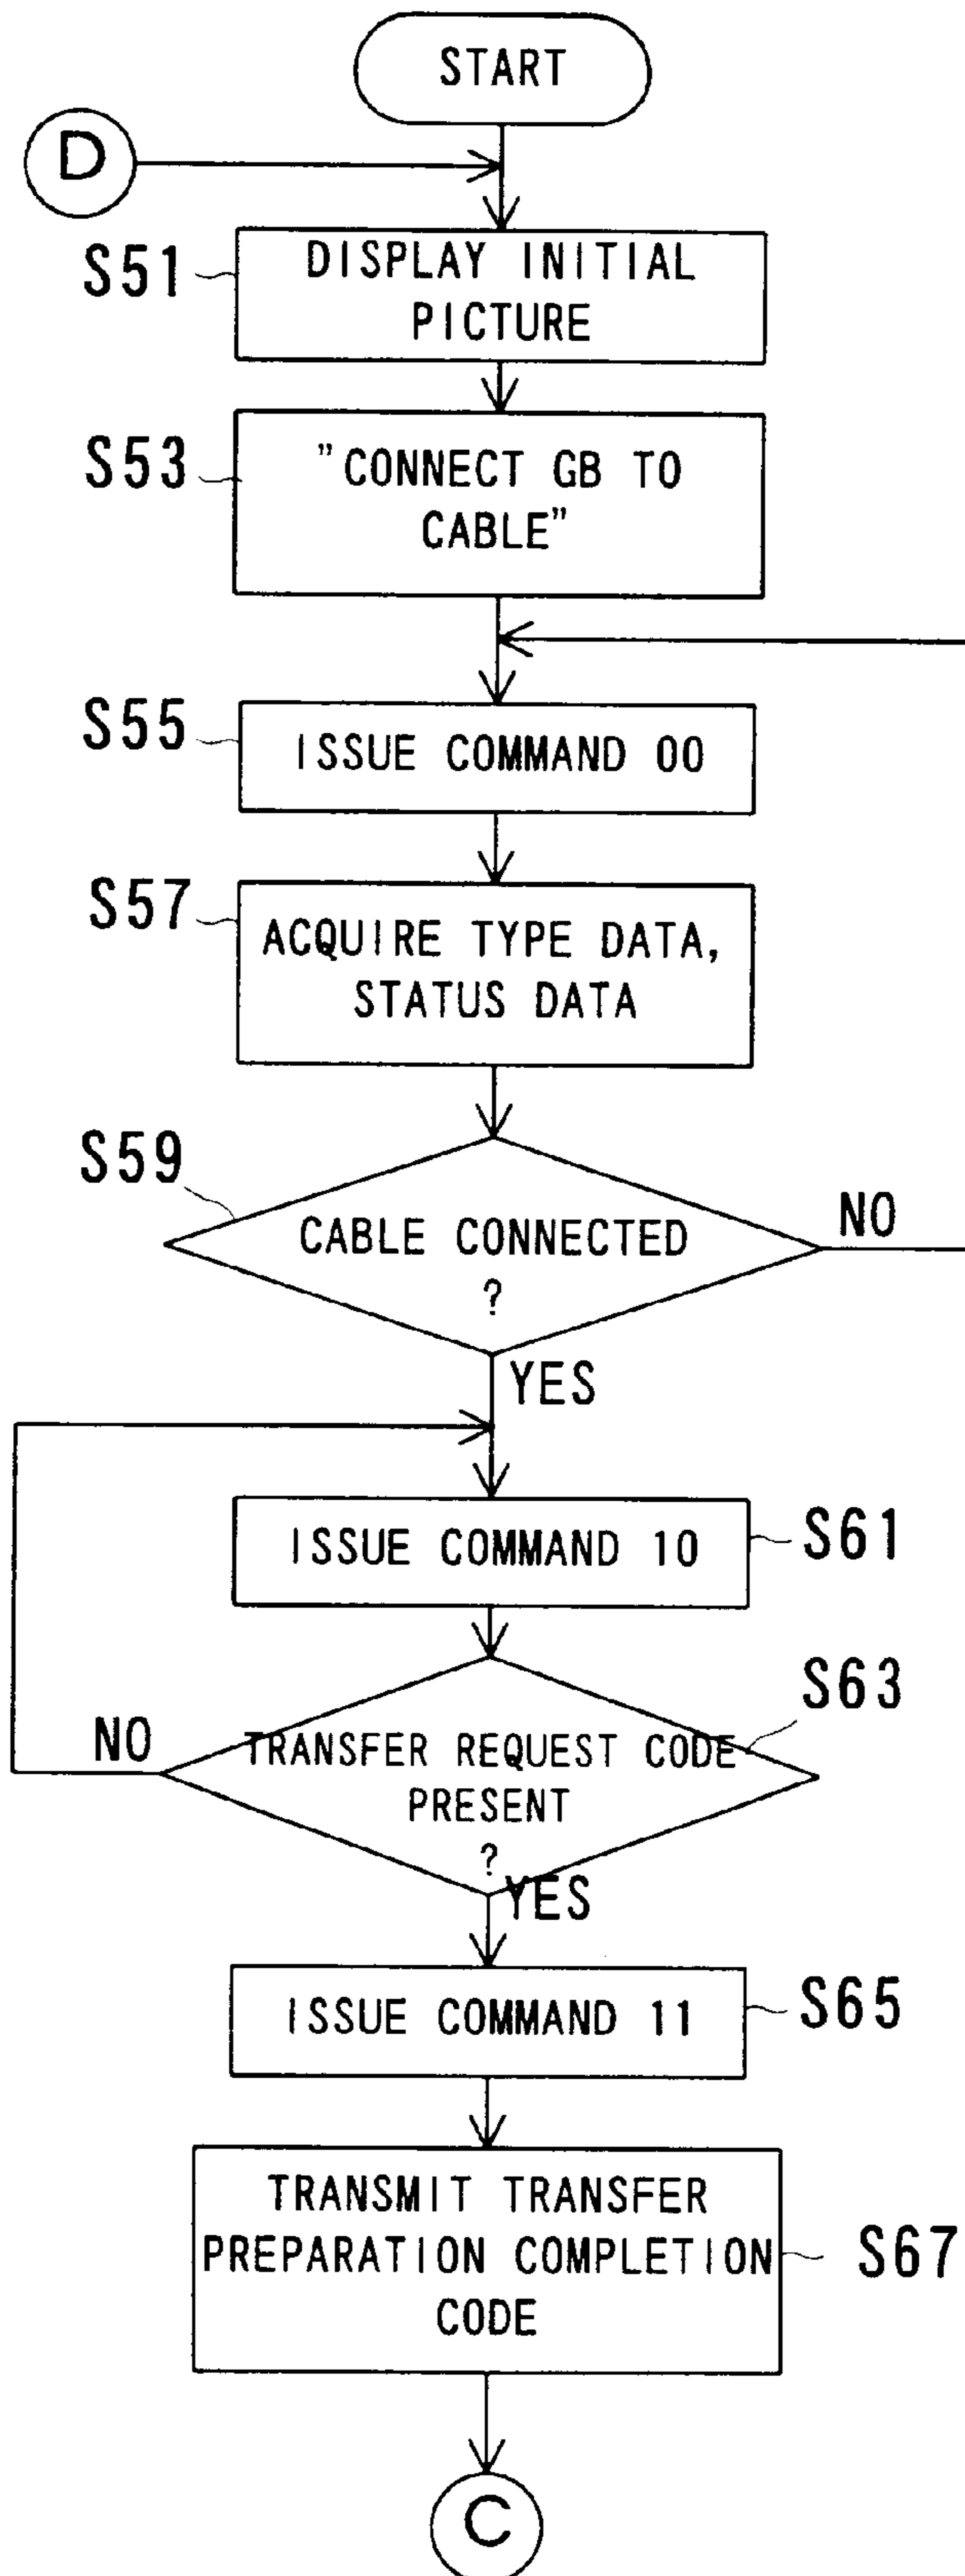 START
D
S51
DISPLAY INITIAL
PICTURE
S53
"CONNECT GB TO
CABLE"
S55
ISSUE COMMAND 00
S57
ACQUIRE TYPE DATA,
STATUS DATA
S59
CABLE CONNECTED
?
NO
YES
ISSUE COMMAND 10
S61
S63
NO
TRANSFER REQUEST CODE
PRESENT
?
YES
ISSUE COMMAND 11
S65
TRANSMIT TRANSFER
PREPARATION COMPLETION
CODE
S67
C